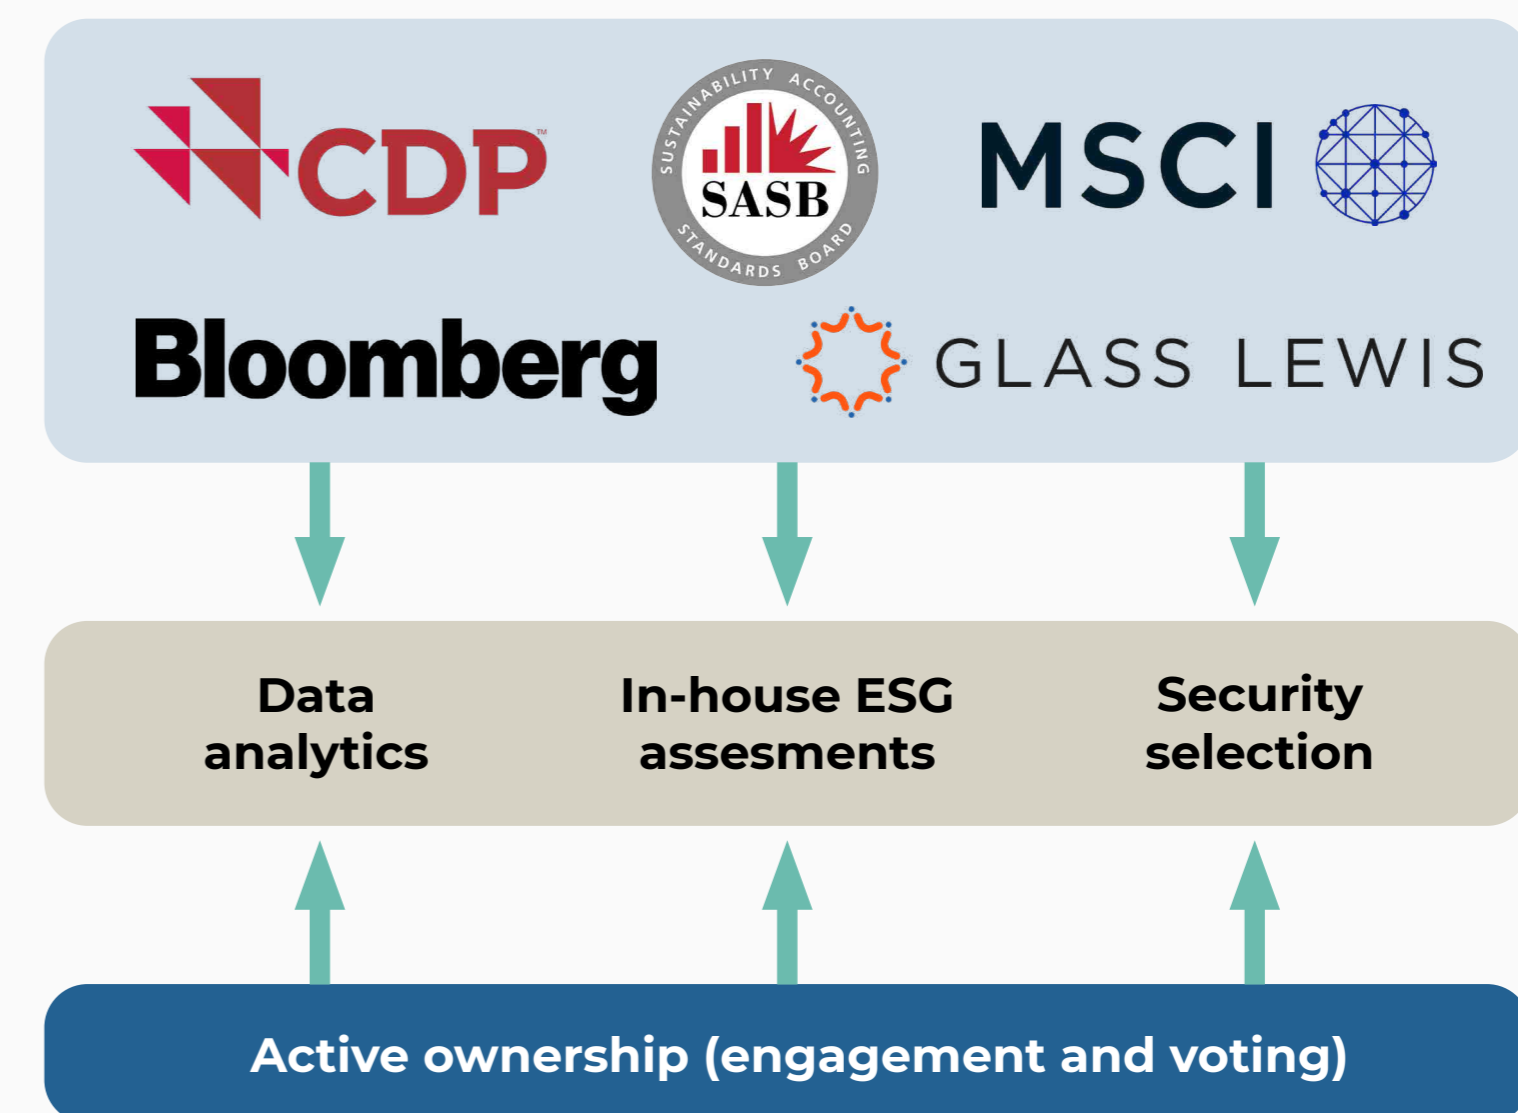 CDP™
SUSTAINABILITY ACCOUNTING
SASB
STANDARDS BOARD
MSCI
Bloomberg
GLASS LEWIS
Data
analytics
In-house ESG
assesments
Security
selection
Active ownership (engagement and voting)